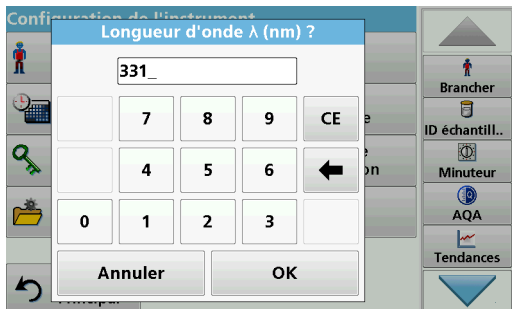 Configuration de l'instrument
Longueur d'onde λ (nm) ?
331_
7 8 9 CE
4 5 6
0 1 2 3
Annuler OK
Principal
Brancher
ID échantill..
Minuteur
AQA
Tendances